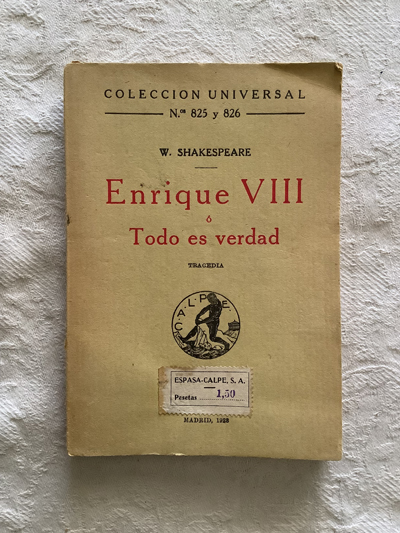 COLECCION UNIVERSAL
N.os 825 y 826
W. SHAKESPEARE
Enrique VIII
ó
Todo es verdad
TRAGEDIA
CALPE
ESPASA-CALPE, S. A.
Pesetas 1,50
MADRID, 1928